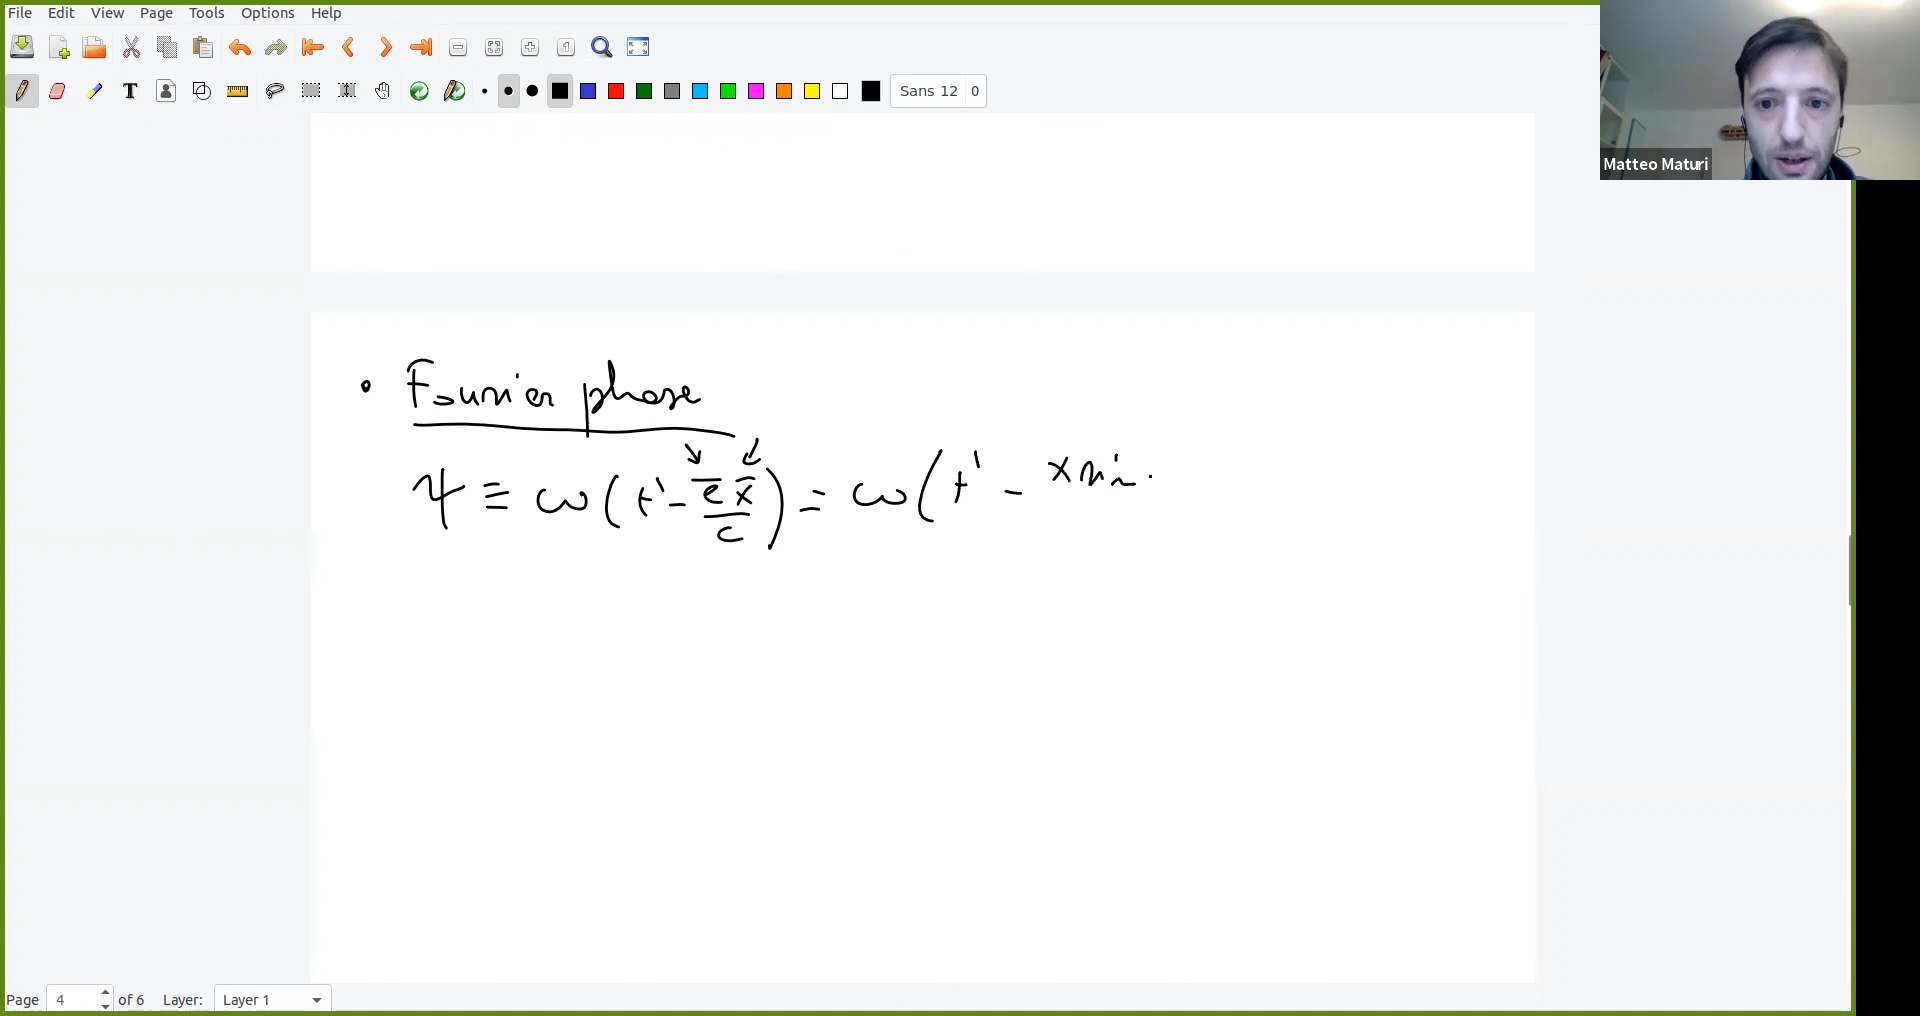 File Edit View Page Tools Options Help
Sans 12 0
Matteo Maturi
• Fourier phase
ψ ≡ ω(t' - e⃗ x⃗ / c) = ω(t' - x sin
Page 4 of 6 Layer: Layer 1